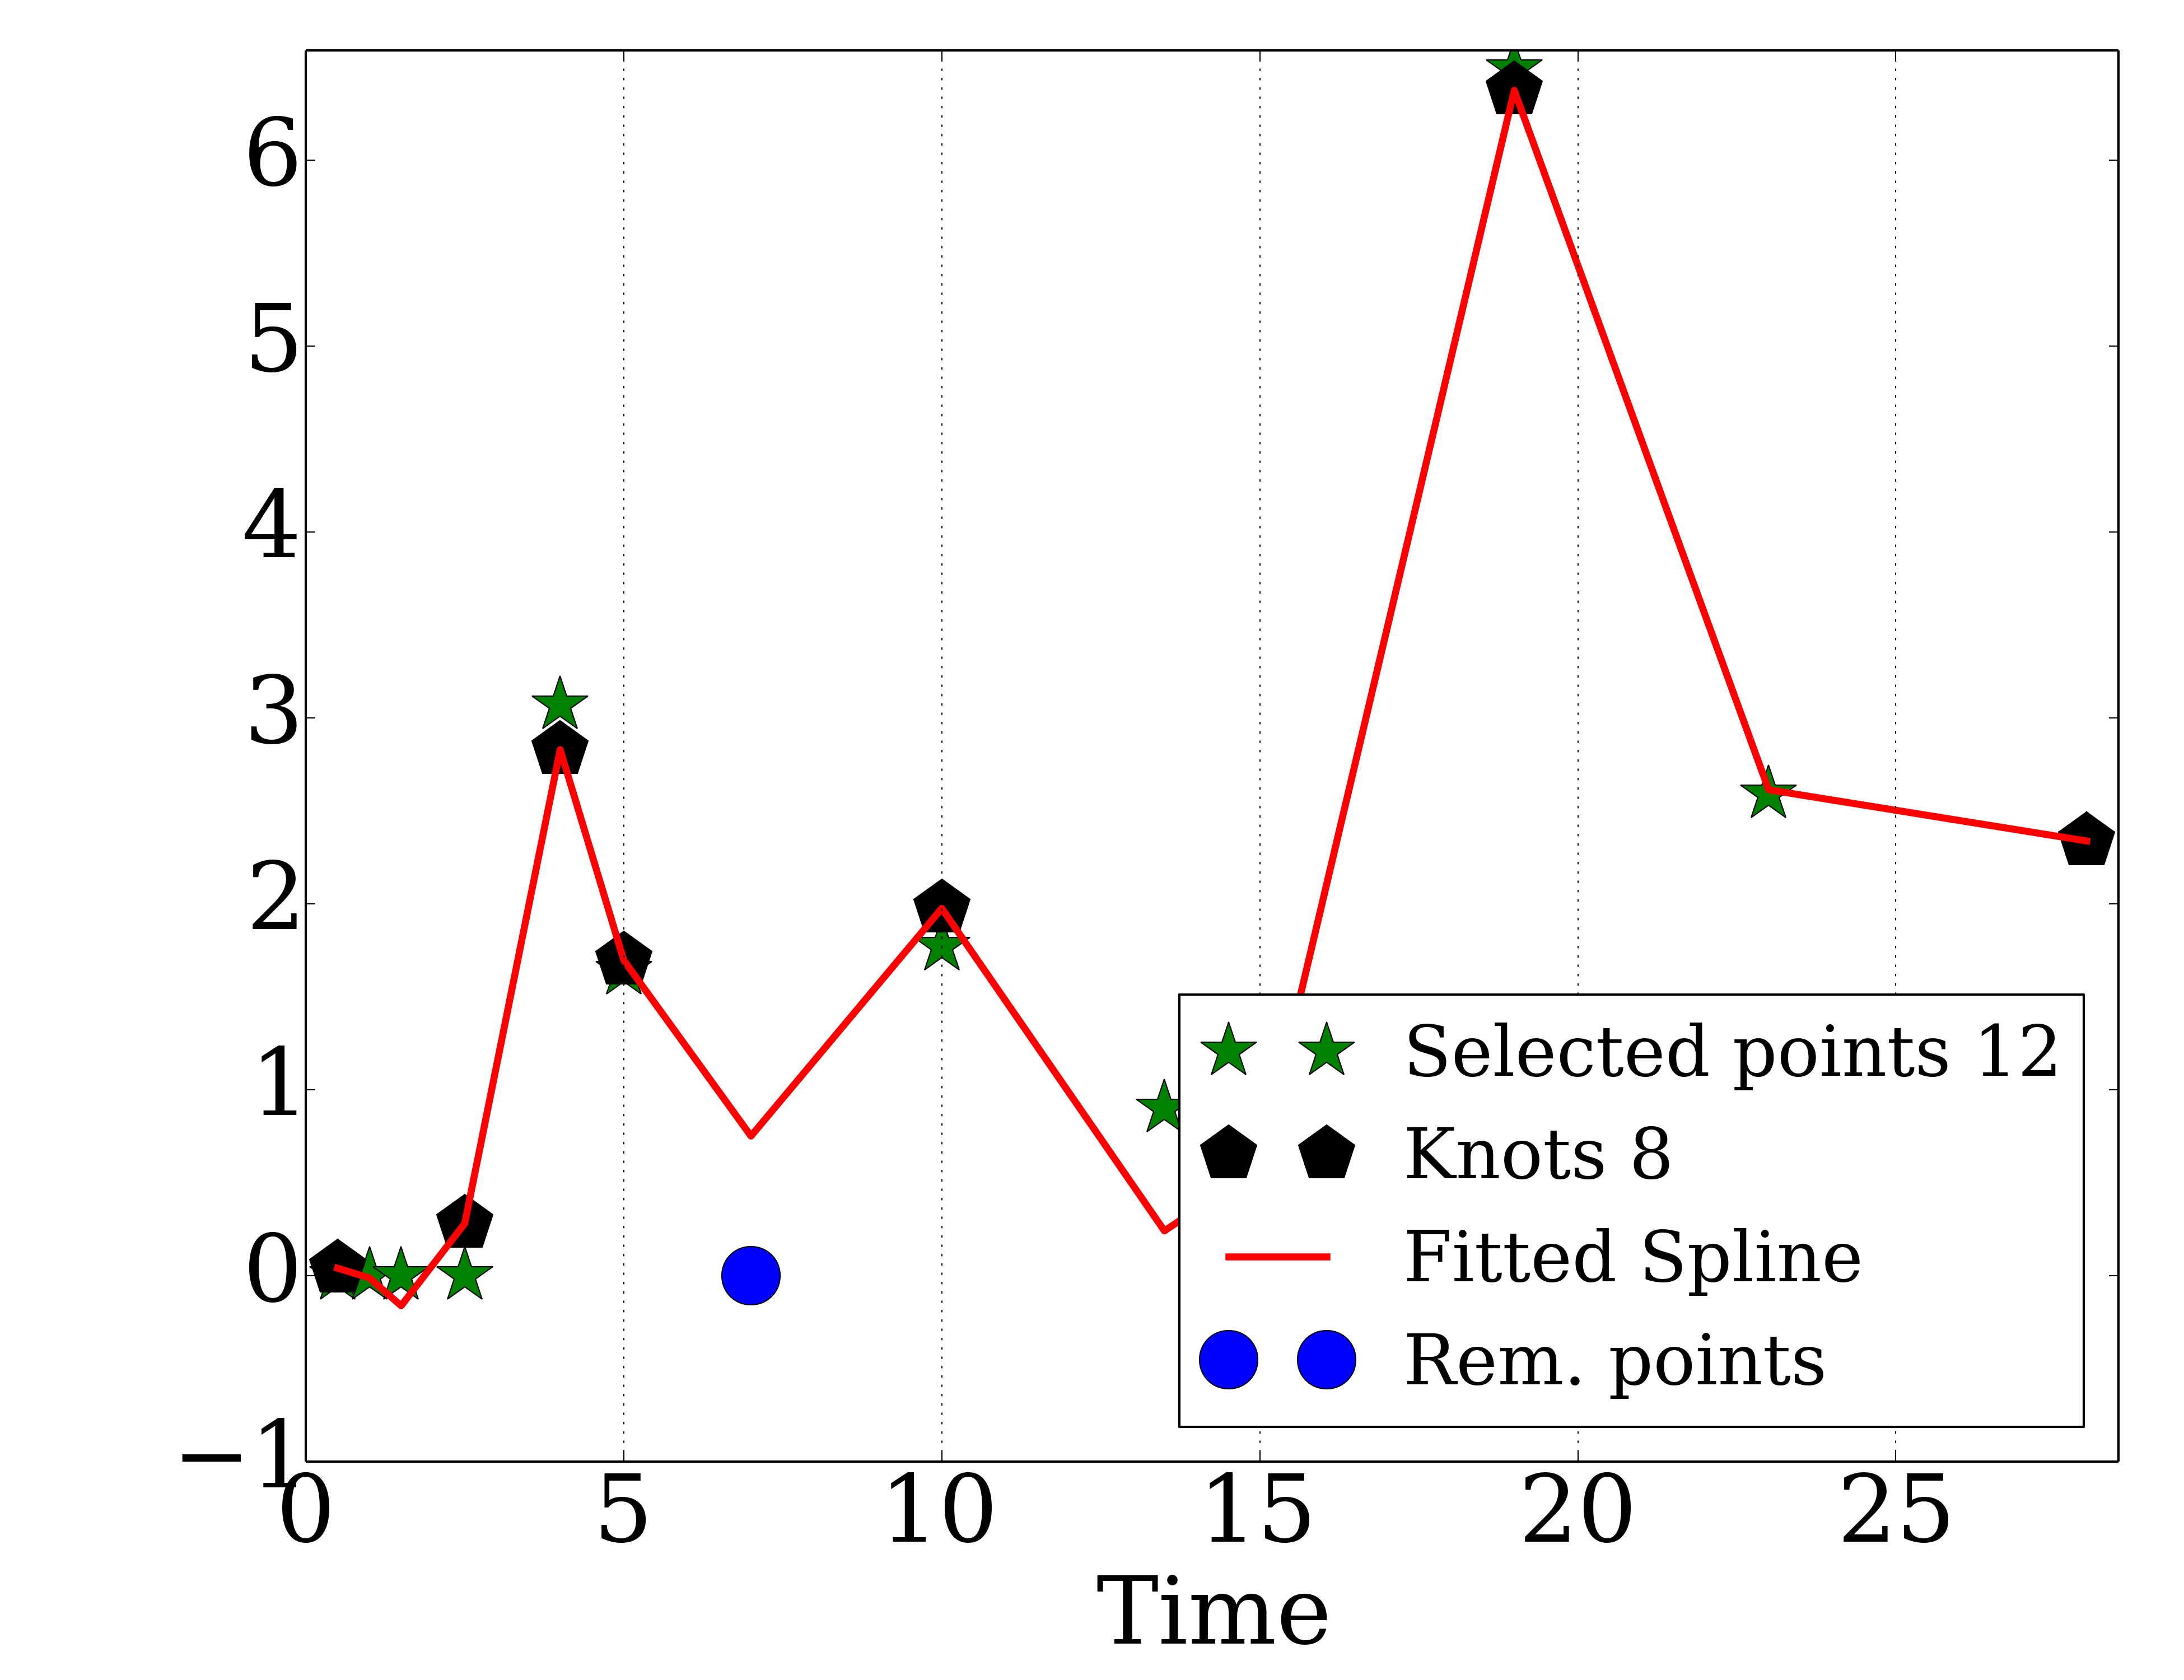 6
5
4
3
2
1
0
−1
0 5 10 15 20 25
Time
Selected points 12
Knots 8
Fitted Spline
Rem. points